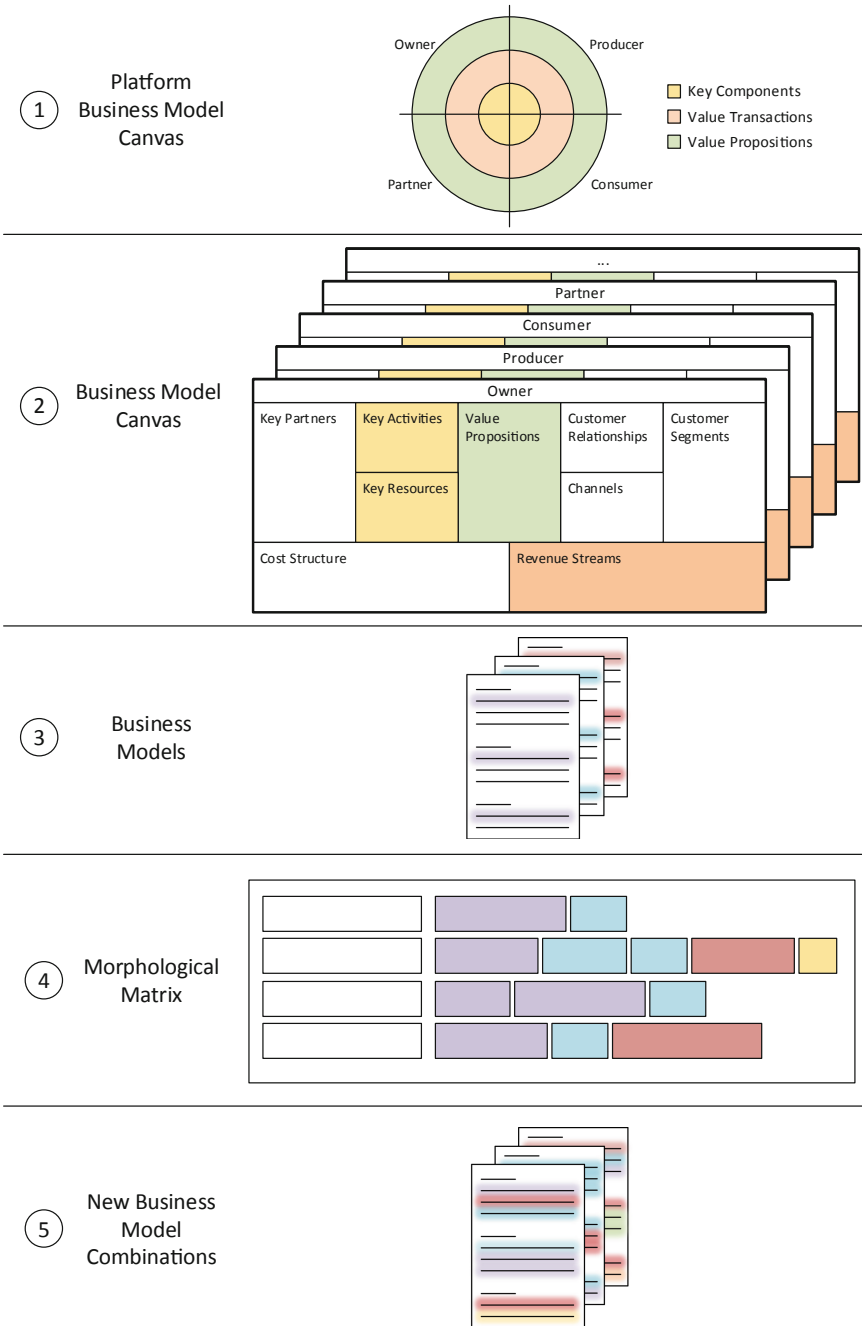 1
Platform
Business Model
Canvas
Owner
Producer
Partner
Consumer
Key Components
Value Transactions
Value Propositions
2
Business Model
Canvas
...
Partner
Consumer
Producer
Owner
Key Partners
Key Activities
Key Resources
Value
Propositions
Customer
Relationships
Channels
Customer
Segments
Cost Structure
Revenue Streams
3
Business
Models
4
Morphological
Matrix
5
New Business
Model
Combinations